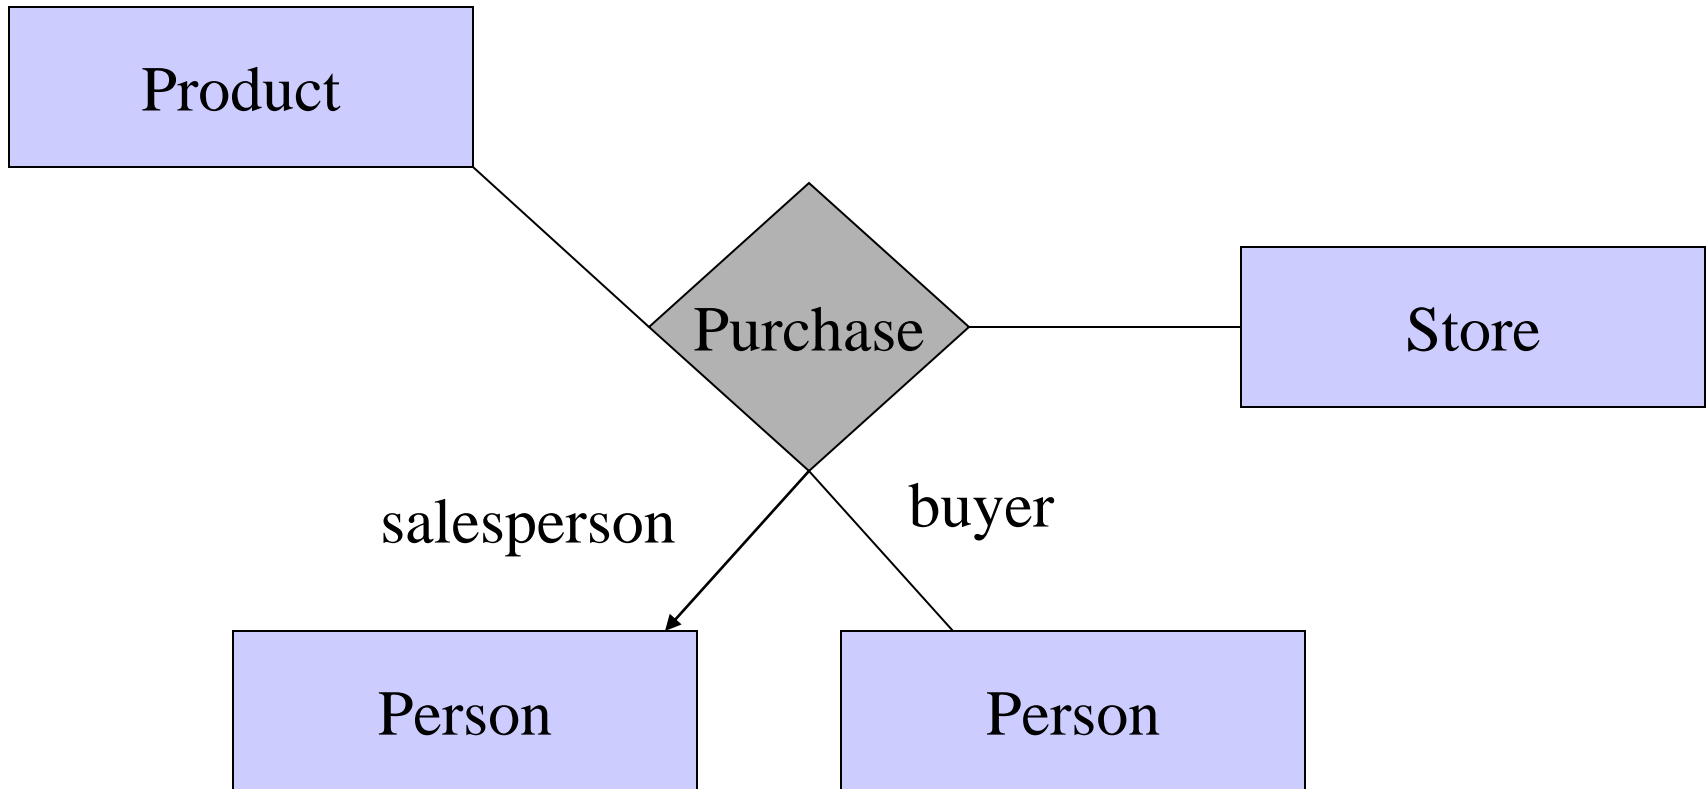 Product
Purchase
Store
salesperson
buyer
Person
Person